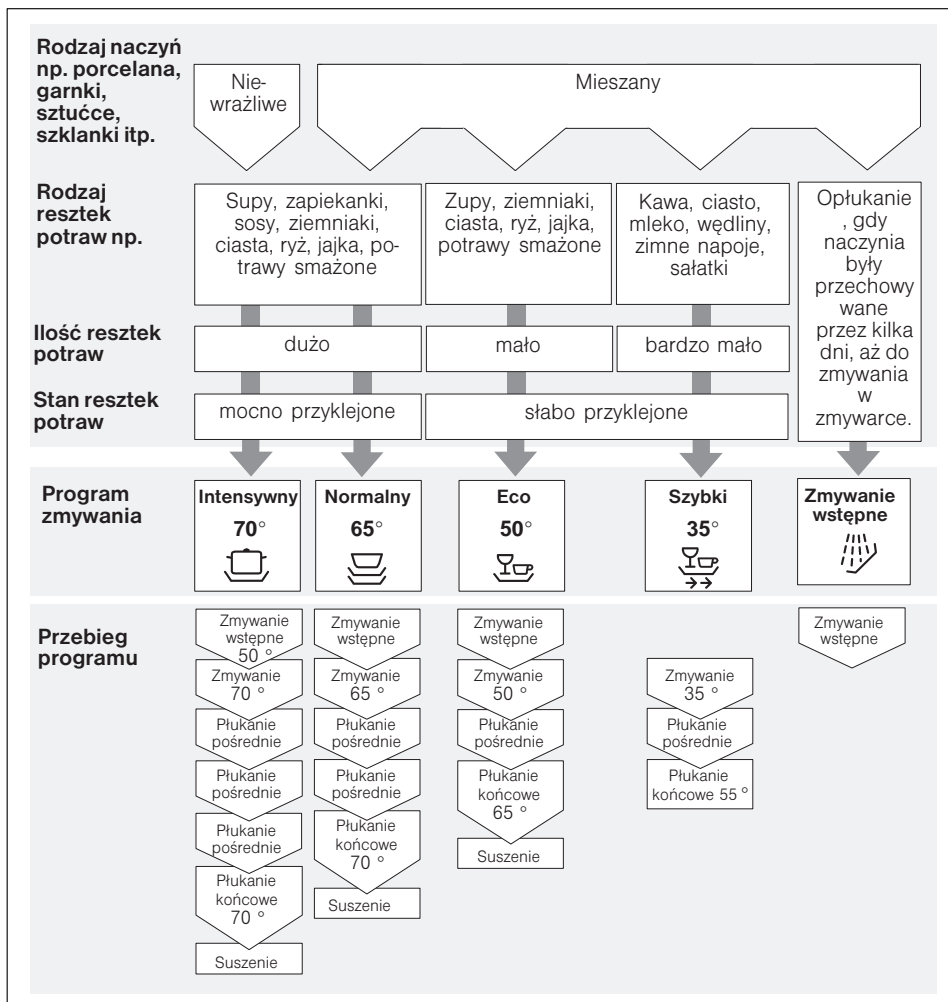 Rodzaj naczyń
np. porcelana,
garnki,
sztućce,
szklanki itp.
Nie-
wrażliwe
Mieszany
Rodzaj
resztek
potraw np.
Supy, zapiekanki,
sosy, ziemniaki,
ciasta, ryż, jajka, po-
trawy smażone
Zupy, ziemniaki,
ciasta, ryż, jajka,
potrawy smażone
Kawa, ciasto,
mleko, wędliny,
zimne napoje,
sałatki
Opłukanie
, gdy
naczynia
były
przechowy
wane
przez kilka
dni, aż do
zmywania
w
zmywarce.
Ilość resztek
potraw
dużo
mało
bardzo mało
Stan resztek
potraw
mocno przyklejone
słabo przyklejone
Program
zmywania
Intensywny
70°
Normalny
65°
Eco
50°
Szybki
35°
Zmywanie
wstępne
Przebieg
programu
Zmywanie
wstępne
50 °
Zmywanie
70 °
Płukanie
pośrednie
Płukanie
pośrednie
Płukanie
pośrednie
Płukanie
końcowe
70 °
Suszenie
Zmywanie
wstępne
Zmywanie
65 °
Płukanie
pośrednie
Płukanie
pośrednie
Płukanie
końcowe
70 °
Suszenie
Zmywanie
wstępne
Zmywanie
50 °
Płukanie
pośrednie
Płukanie
końcowe
65 °
Suszenie
Zmywanie
35 °
Płukanie
pośrednie
Płukanie
końcowe 55 °
Zmywanie
wstępne